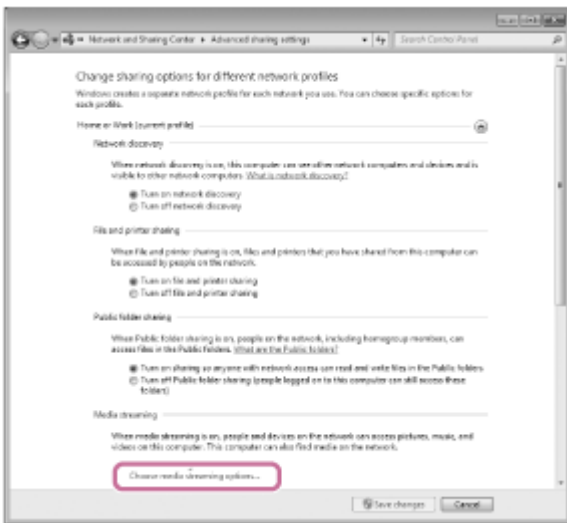 Network and Sharing Center ▸ Advanced sharing settings
Search Control Panel
Change sharing options for different network profiles
Windows creates a separate network profile for each network you use. You can choose specific options for
each profile.
Home or Work (current profile)
Network discovery
When network discovery is on, this computer can see other network computers and devices and is
visible to other network computers. What is network discovery?
Turn on network discovery
Turn off network discovery
File and printer sharing
When file and printer sharing is on, files and printers that you have shared from this computer can
be accessed by people on the network.
Turn on file and printer sharing
Turn off file and printer sharing
Public folder sharing
When Public folder sharing is on, people on the network, including homegroup members, can
access files in the Public folders. What are the Public folders?
Turn on sharing so anyone with network access can read and write files in the Public folders
Turn off Public folder sharing (people logged on to this computer can still access these
folders)
Media streaming
When media streaming is on, people and devices on the network can access pictures, music, and
videos on this computer. This computer can also find media on the network.
Choose media streaming options...
Save changes
Cancel